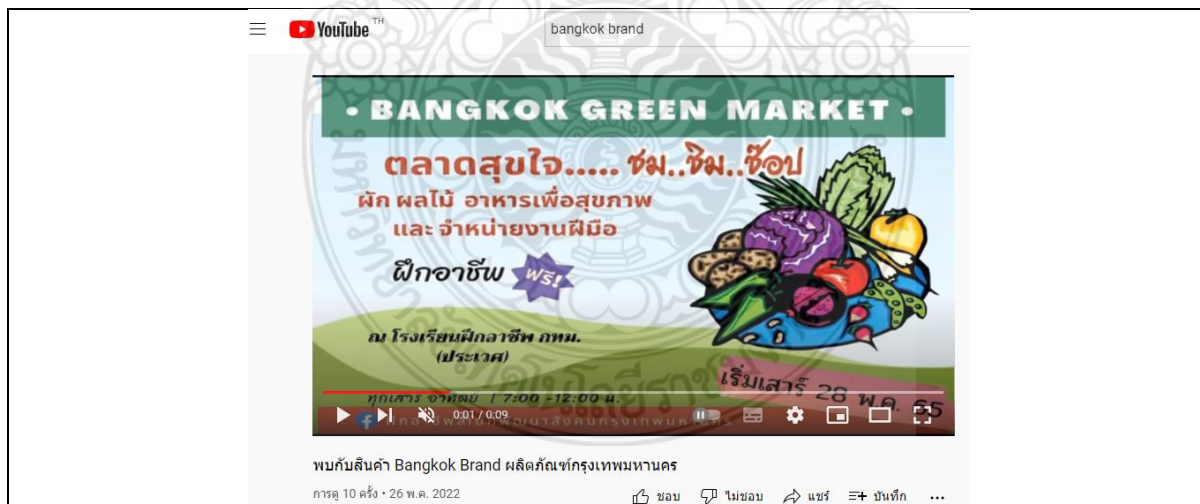 YouTube TH
bangkok brand
• BANGKOK GREEN MARKET •
ตลาดสุขใจ..... ชม..ชิม..ช๊อป
ผัก ผลไม้ อาหารเพื่อสุขภาพ
และ จำหน่ายงานฝีมือ
ฝึกอาชีพ ฟรี!
ณ โรงเรียนฝึกอาชีพ กทม.
(ประเวศ)
เริ่มเสาร์ 28 พ.ค. 65
ทุกเสาร์ อาทิตย์ | 7:00 -12:00 น.
0:01 / 0:09
พบกับสินค้า Bangkok Brand ผลิตภัณฑ์กรุงเทพมหานคร
การดู 10 ครั้ง • 26 พ.ค. 2022
ชอบ ไม่ชอบ แชร์ บันทึก ...